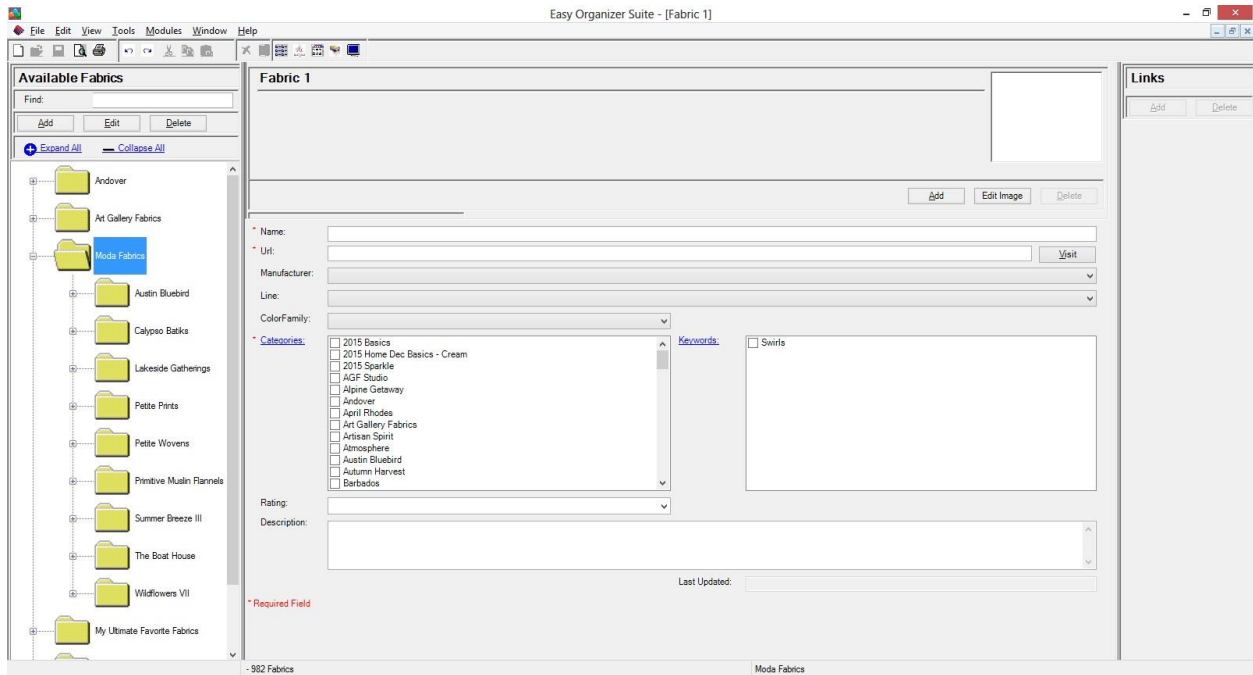 Easy Organizer Suite - [Fabric 1]
File Edit View Tools Modules Window Help
Available Fabrics
Find:
Add Edit Delete
Expand All Collapse All
Andover
Art Gallery Fabrics
Moda Fabrics
Austin Bluebird
Calypso Batiks
Lakeside Gatherings
Petite Prints
Petite Wovens
Primitive Muslin Flannels
Summer Breeze III
The Boat House
Wildflowers VII
My Ultimate Favorite Fabrics
Fabric 1
Add Edit Image Delete
* Name:
* Url:
Visit
Manufacturer:
Line:
ColorFamily:
* Categories:
2015 Basics
2015 Home Dec Basics - Cream
2015 Sparkle
AGF Studio
Alpine Getaway
Andover
April Rhodes
Art Gallery Fabrics
Artisan Spirit
Atmosphere
Austin Bluebird
Autumn Harvest
Barbados
Keywords:
Swirls
Rating:
Description:
Last Updated:
* Required Field
Links
Add Delete
- 982 Fabrics
Moda Fabrics